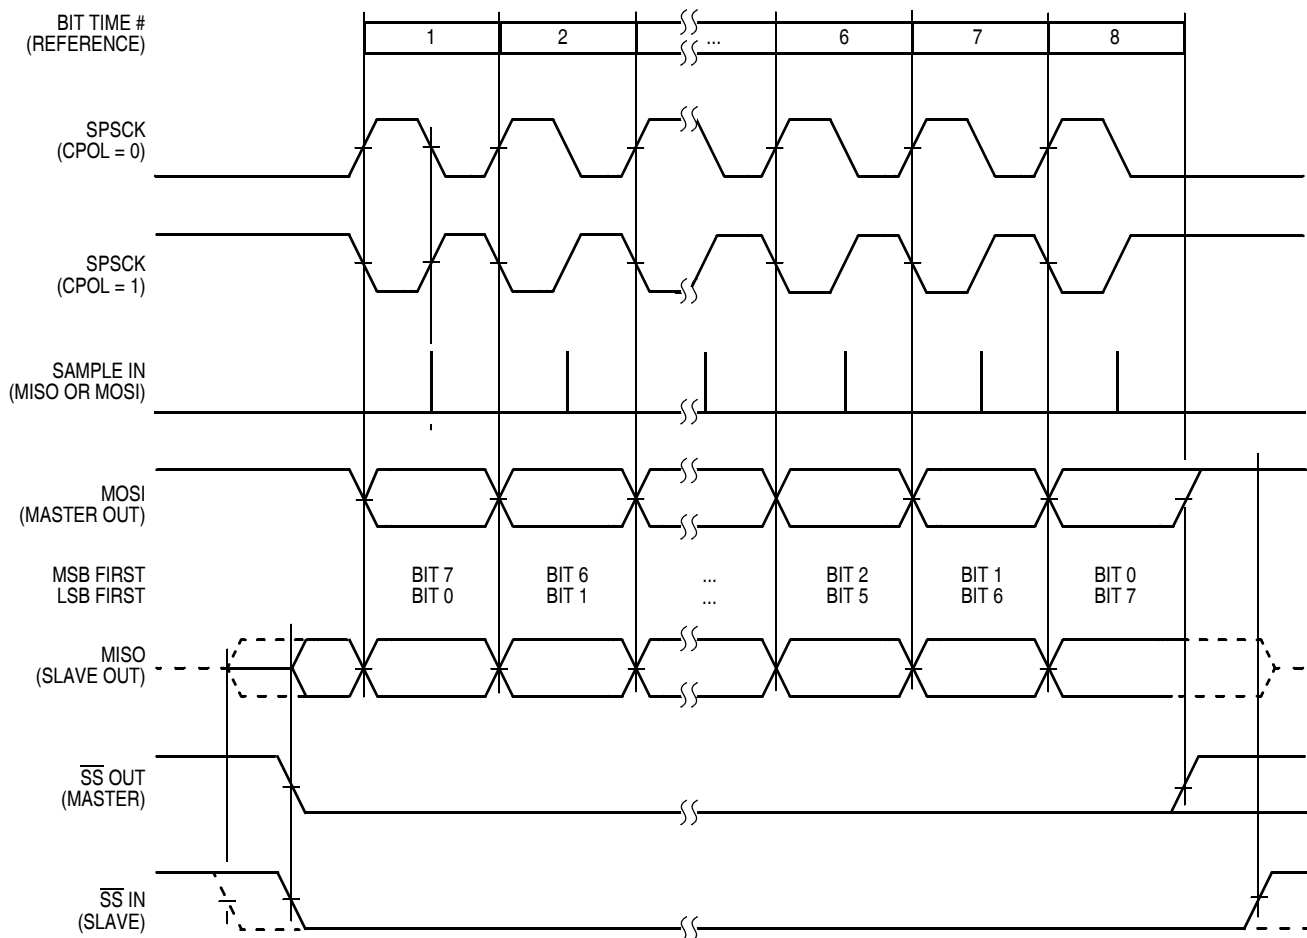 BIT TIME #
(REFERENCE)
1 2 ... 6 7 8
SPSCK
(CPOL = 0)
SPSCK
(CPOL = 1)
SAMPLE IN
(MISO OR MOSI)
MOSI
(MASTER OUT)
MSB FIRST BIT 7 BIT 6 ... BIT 2 BIT 1 BIT 0
LSB FIRST BIT 0 BIT 1 ... BIT 5 BIT 6 BIT 7
MISO
(SLAVE OUT)
S̅S̅ OUT
(MASTER)
S̅S̅ IN
(SLAVE)